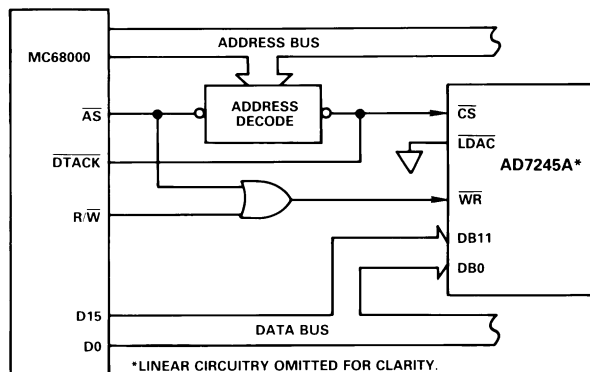 MC68000
ADDRESS BUS
ADDRESS
DECODE
AS
CS
DTACK
LDAC
AD7245A*
R/W
WR
DB11
DB0
D15
DATA BUS
D0
*LINEAR CIRCUITRY OMITTED FOR CLARITY.